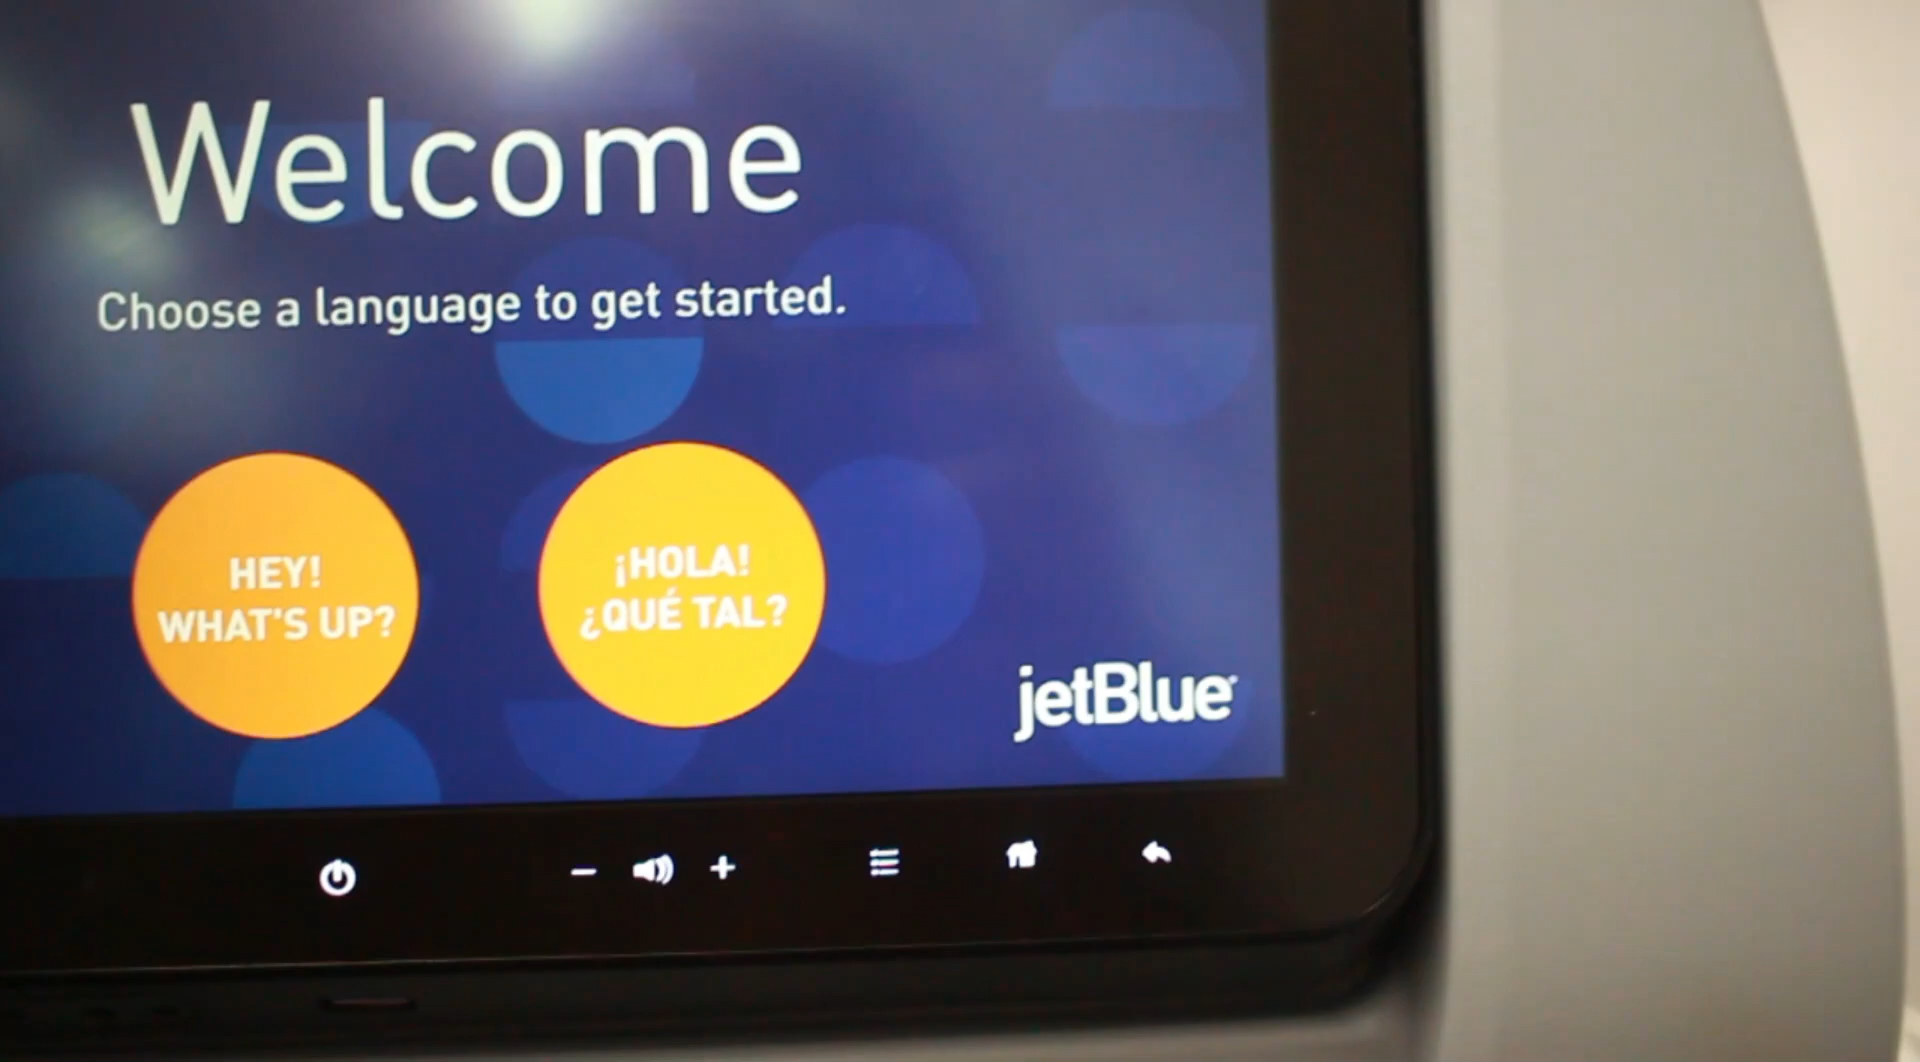 Welcome
Choose a language to get started.
HEY!
WHAT'S UP?
¡HOLA!
¿QUÉ TAL?
jetBlue